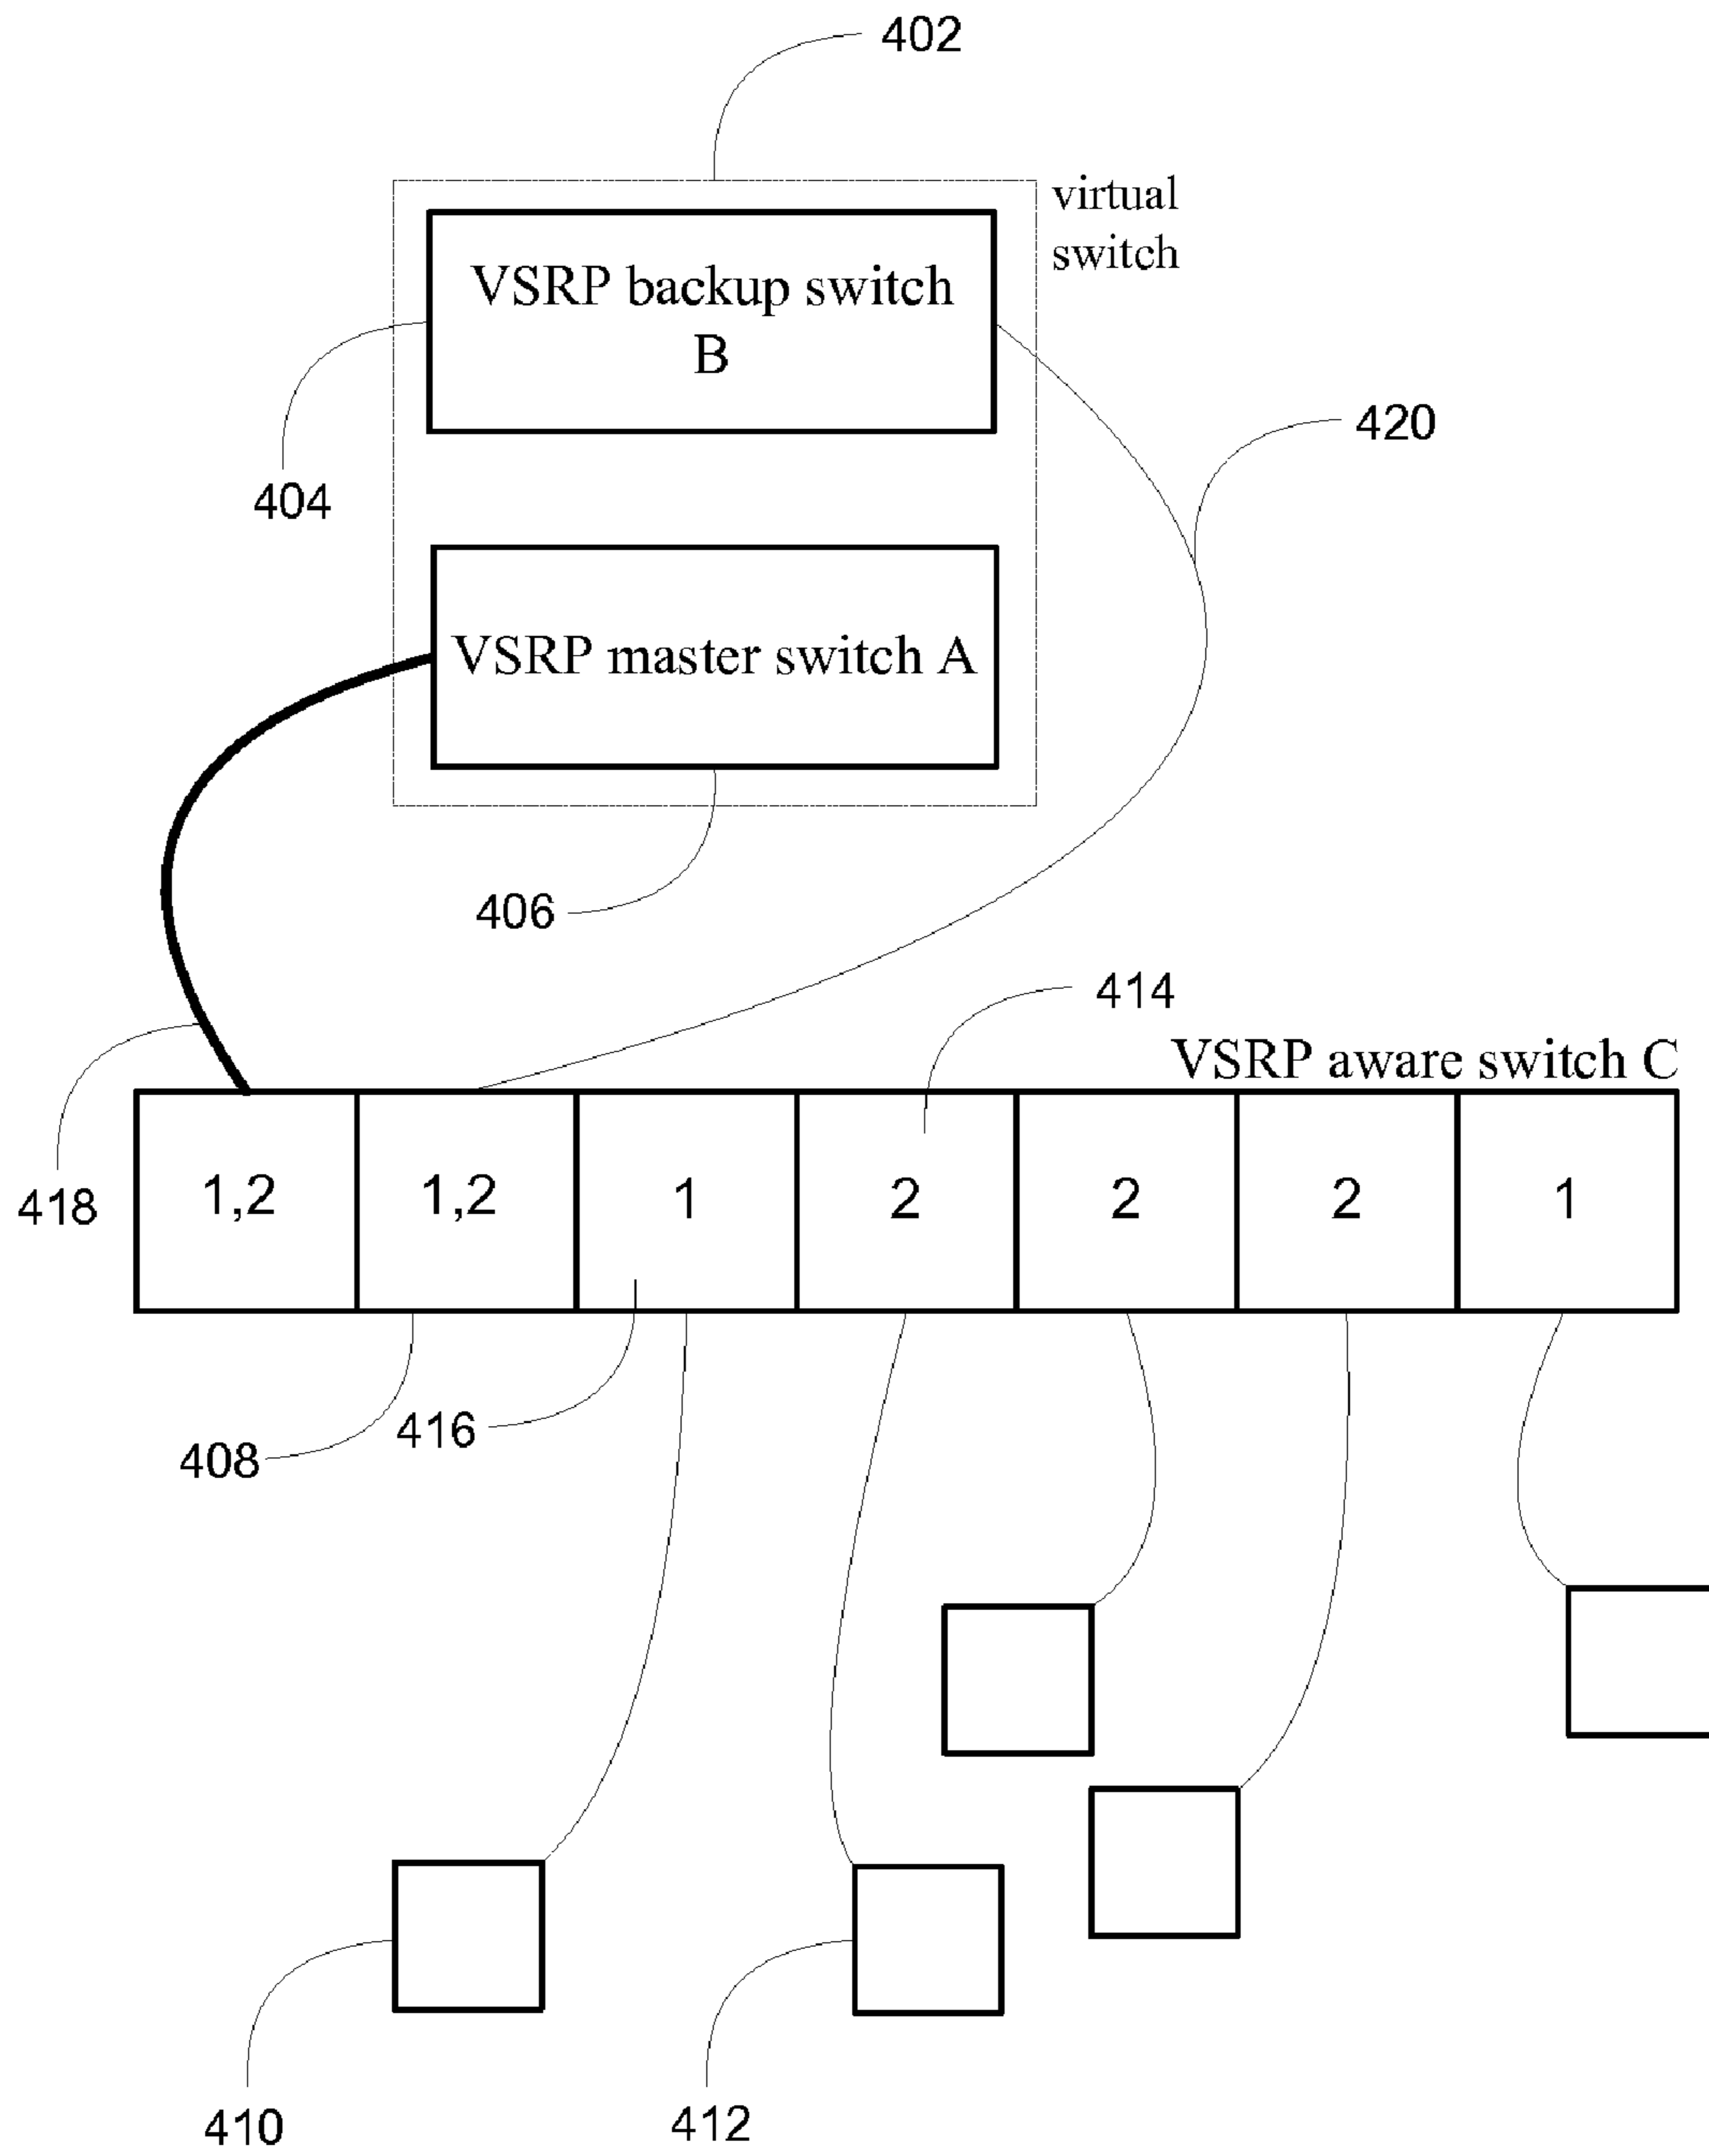 402
virtual
switch
VSRP backup switch
B
420
404
VSRP master switch A
406
414
VSRP aware switch C
418
1,2
1,2
1
2
2
2
1
416
408
410
412